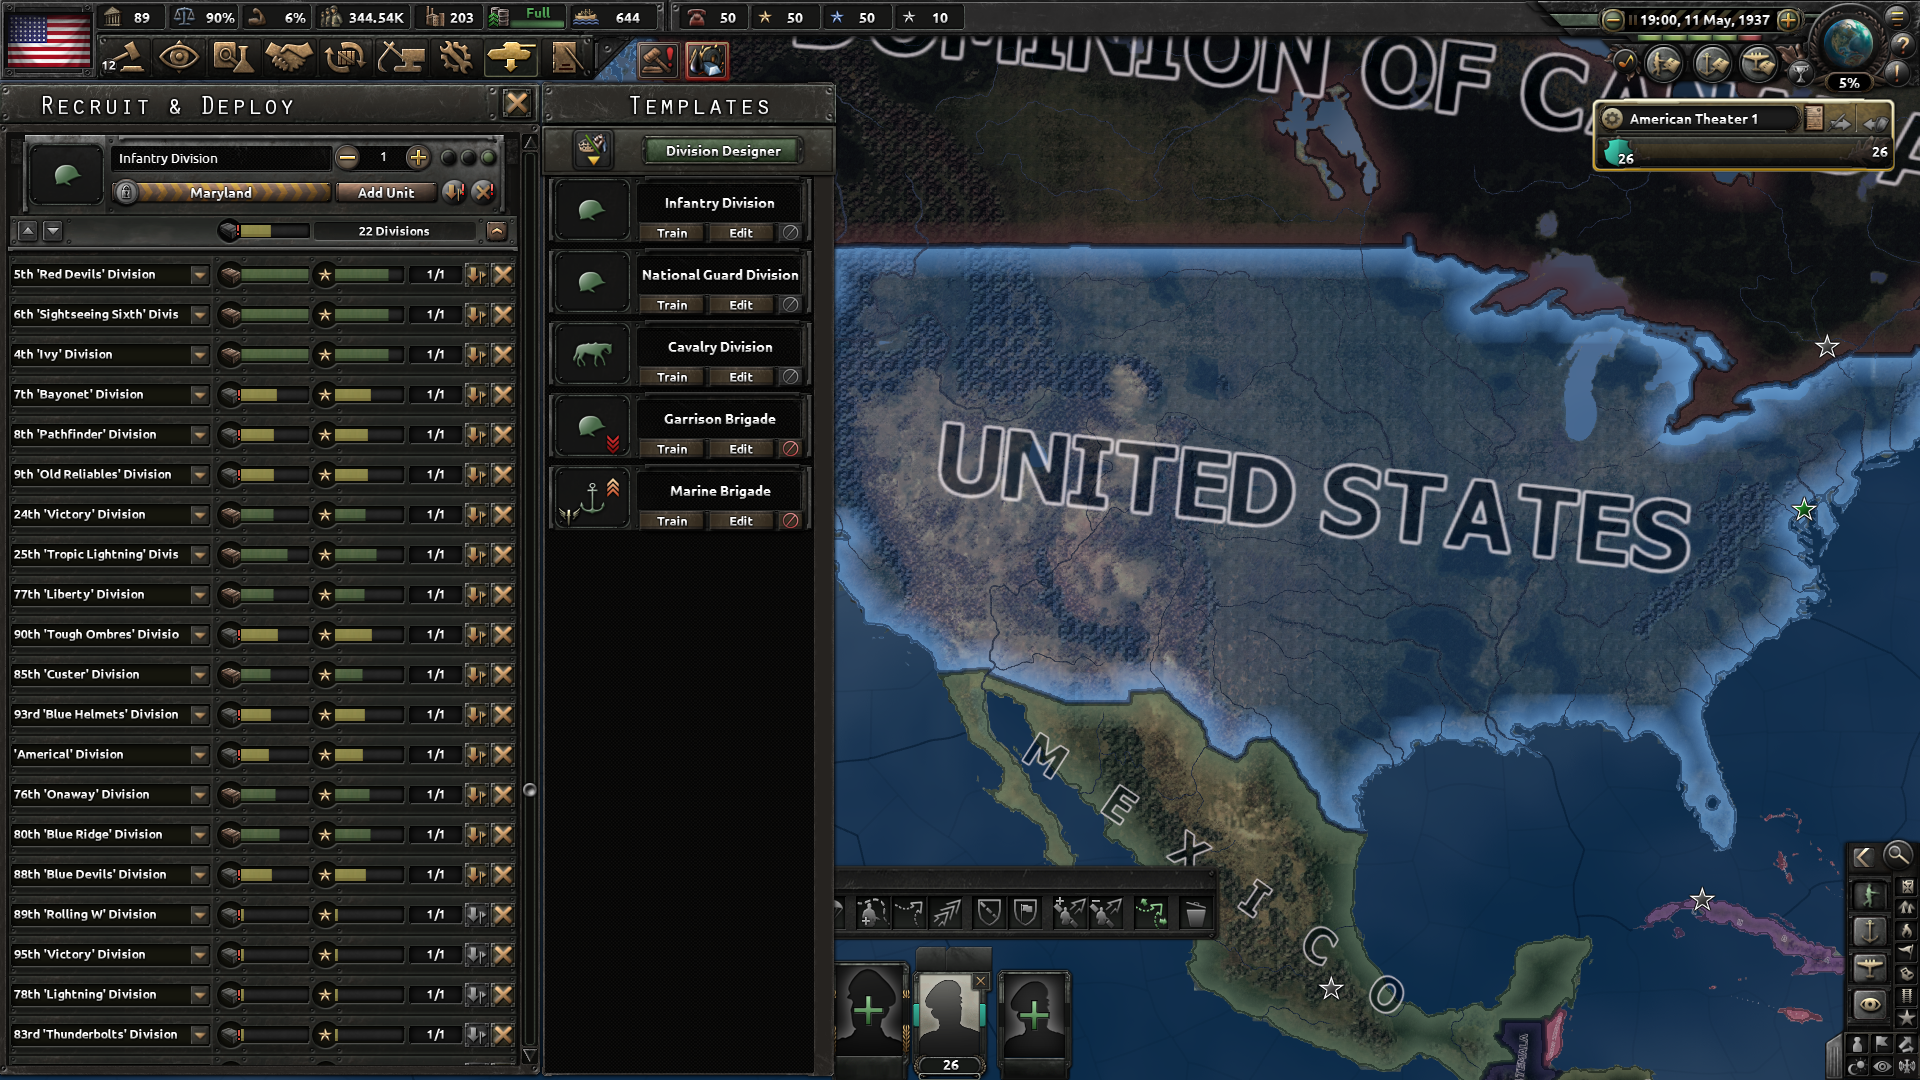 89
90%
6%
344.54K
203
Full
644
50
50
50
10
19:00, 11 May, 1937
12
5%
RECRUIT & DEPLOY
Infantry Division
1
Maryland
Add Unit
22 Divisions
5th 'Red Devils' Division
1/1
6th 'Sightseeing Sixth' Divis
1/1
4th 'Ivy' Division
1/1
7th 'Bayonet' Division
1/1
8th 'Pathfinder' Division
1/1
9th 'Old Reliables' Division
1/1
24th 'Victory' Division
1/1
25th 'Tropic Lightning' Divis
1/1
77th 'Liberty' Division
1/1
90th 'Tough Ombres' Divisio
1/1
85th 'Custer' Division
1/1
93rd 'Blue Helmets' Division
1/1
'Americal' Division
1/1
76th 'Onaway' Division
1/1
80th 'Blue Ridge' Division
1/1
88th 'Blue Devils' Division
1/1
89th 'Rolling W' Division
1/1
95th 'Victory' Division
1/1
78th 'Lightning' Division
1/1
83rd 'Thunderbolts' Division
1/1
TEMPLATES
Division Designer
Infantry Division
Train
Edit
National Guard Division
Train
Edit
Cavalry Division
Train
Edit
Garrison Brigade
Train
Edit
Marine Brigade
Train
Edit
American Theater 1
26
26
DOMINION OF CA
UNITED STATES
MEXICO
26